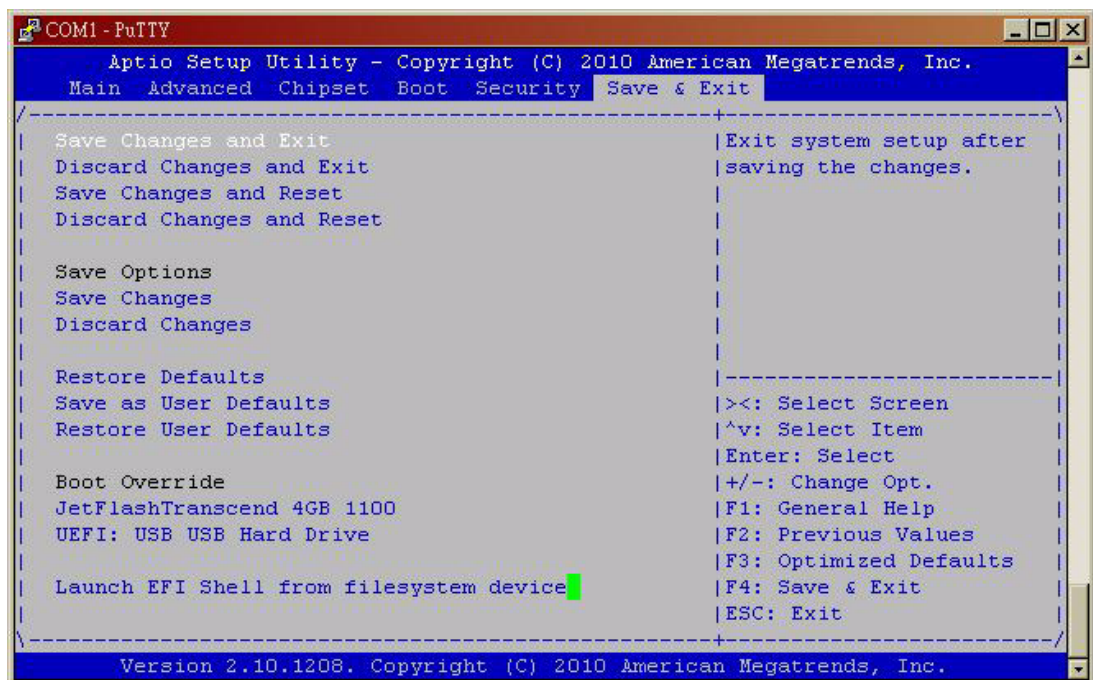 COM1 - PuTTY
Aptio Setup Utility - Copyright (C) 2010 American Megatrends, Inc.
Main Advanced Chipset Boot Security Save & Exit
Save Changes and Exit
Discard Changes and Exit
Save Changes and Reset
Discard Changes and Reset
Save Options
Save Changes
Discard Changes
Restore Defaults
Save as User Defaults
Restore User Defaults
Boot Override
JetFlashTranscend 4GB 1100
UEFI: USB USB Hard Drive
Launch EFI Shell from filesystem device
Exit system setup after
saving the changes.
><: Select Screen
^v: Select Item
Enter: Select
+/-: Change Opt.
F1: General Help
F2: Previous Values
F3: Optimized Defaults
F4: Save & Exit
ESC: Exit
Version 2.10.1208. Copyright (C) 2010 American Megatrends, Inc.